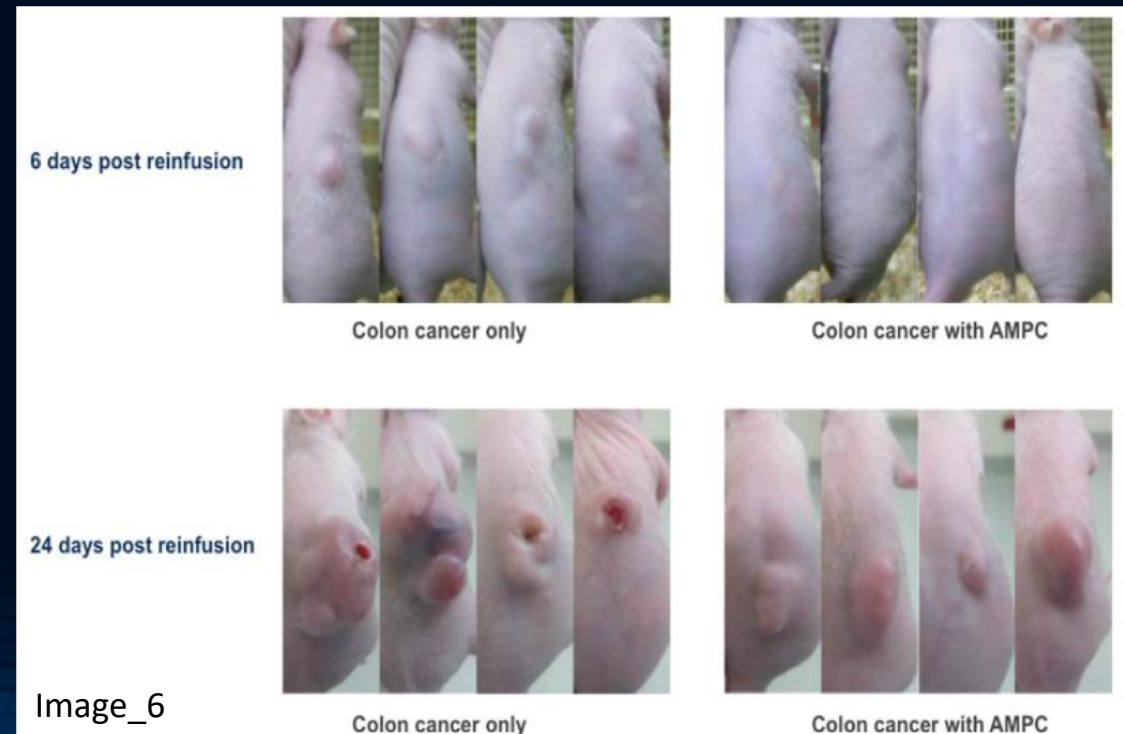 6 days post reinfusion
Colon cancer only
Colon cancer with AMPC
24 days post reinfusion
Image_6
Colon cancer only
Colon cancer with AMPC